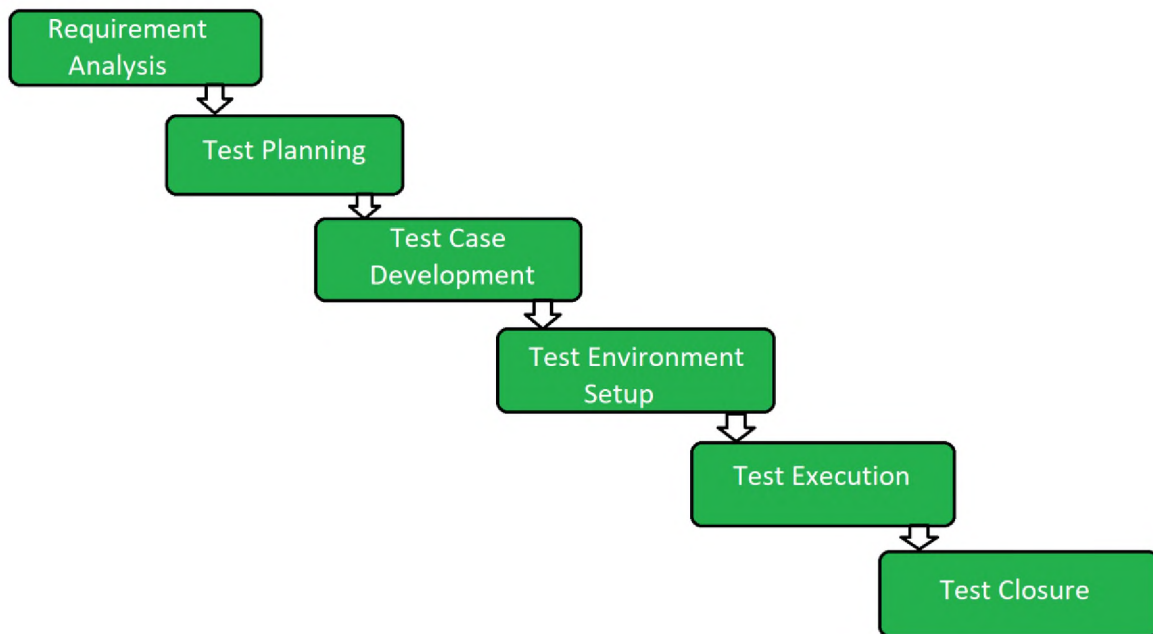 Requirement
Analysis
Test Planning
Test Case
Development
Test Environment
Setup
Test Execution
Test Closure